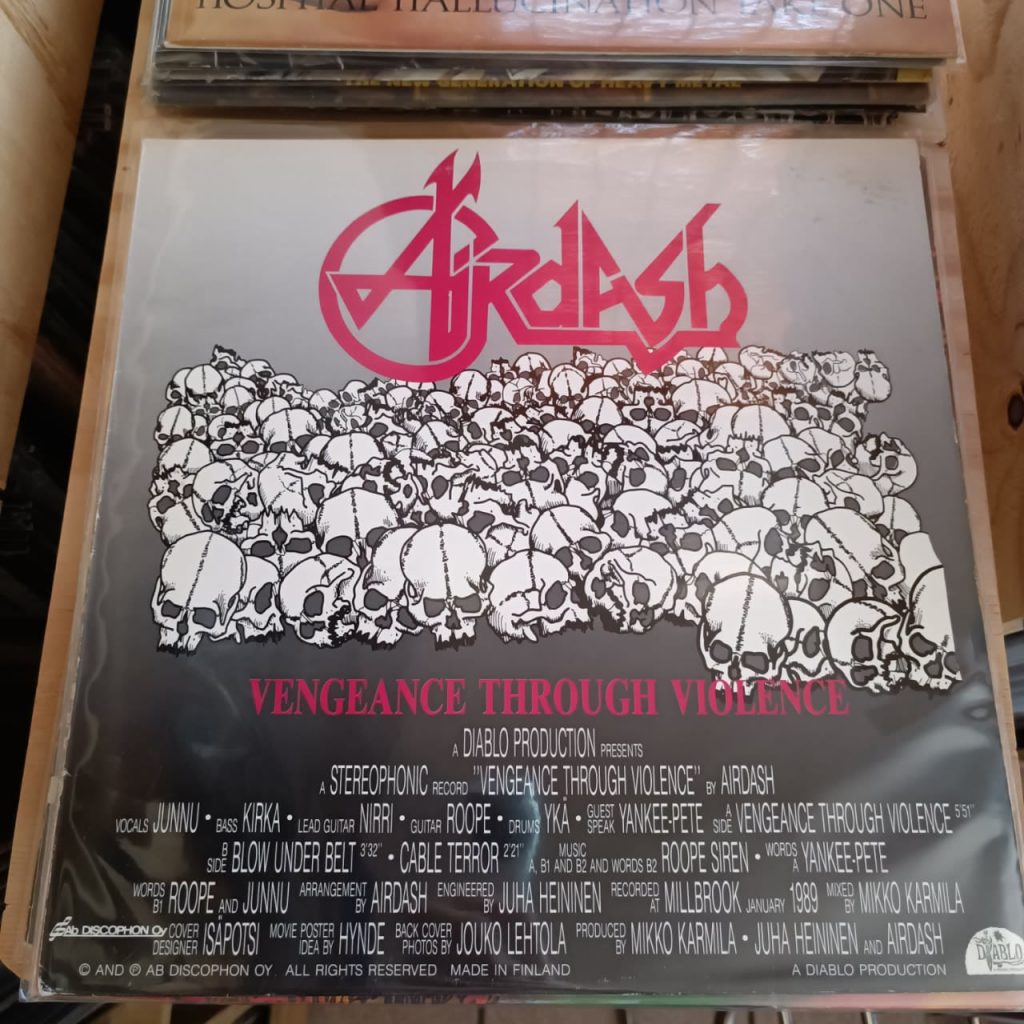 HOSPITAL HALLUCINATION TAKE ONE
THE NEW GENERATION OF HEAVY METAL
Airdash
VENGEANCE THROUGH VIOLENCE
A DIABLO PRODUCTION PRESENTS
A STEREOPHONIC RECORD "VENGEANCE THROUGH VIOLENCE" BY AIRDASH
VOCALS JUNNU • BASS KIRKA • LEAD GUITAR NIRRI • GUITAR ROOPE • DRUMS YKÄ • GUEST SPEAK YANKEE-PETE A SIDE VENGEANCE THROUGH VIOLENCE 5'51"
B SIDE BLOW UNDER BELT 3'32" • CABLE TERROR 2'21" MUSIC A, B1 AND B2 AND WORDS B2 ROOPE SIREN • WORDS A YANKEE-PETE
WORDS B1 ROOPE AND JUNNU ARRANGEMENT BY AIRDASH ENGINEERED BY JUHA HEININEN RECORDED AT MILLBROOK JANUARY 1989 MIXED BY MIKKO KARMILA
Ab DISCOPHON Oy COVER DESIGNER ISÄPOTSI MOVIE POSTER IDEA BY HYNDE BACK COVER PHOTOS BY JOUKO LEHTOLA PRODUCED BY MIKKO KARMILA • JUHA HEININEN AND AIRDASH
© AND ℗ AB DISCOPHON OY . ALL RIGHTS RESERVED MADE IN FINLAND A DIABLO PRODUCTION
DIABLO